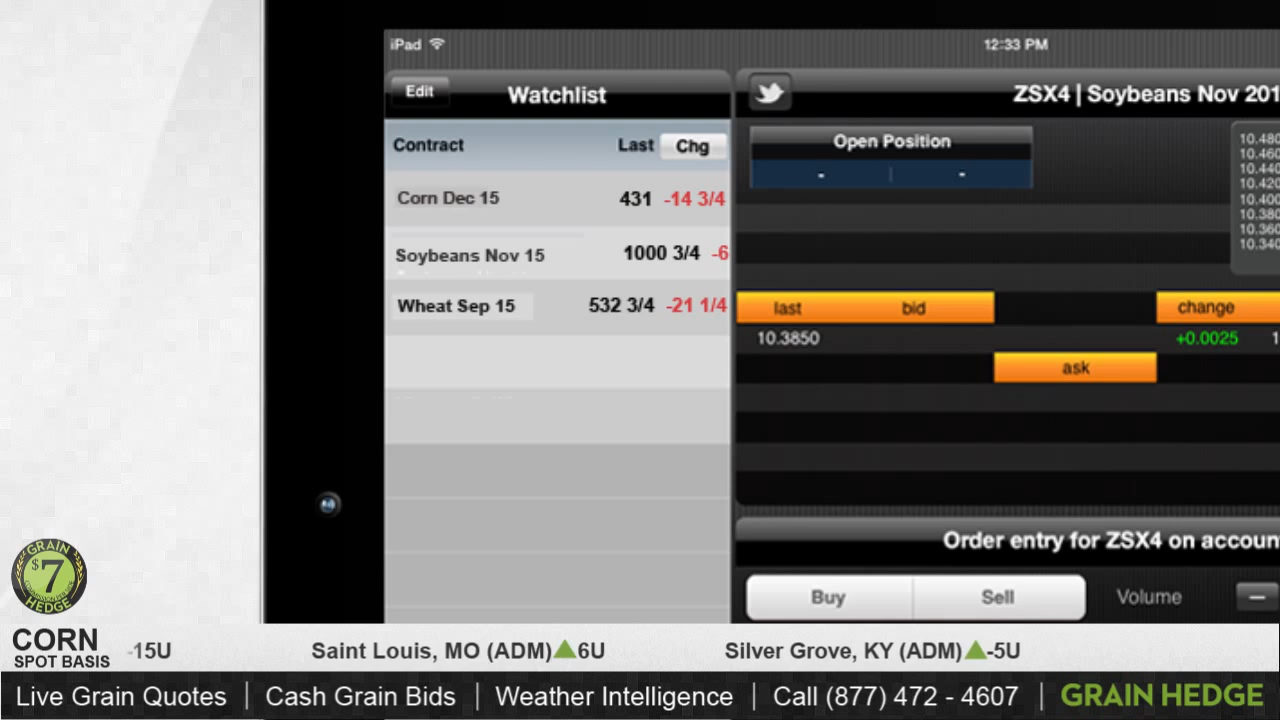 iPad
12:33 PM
Edit
Watchlist
ZSX4 | Soybeans Nov 201
Contract
Last
Chg
Corn Dec 15
431
-14 3/4
Soybeans Nov 15
1000 3/4
-6
Wheat Sep 15
532 3/4
-21 1/4
Open Position
-
-
10.480
10.460
10.440
10.420
10.400
10.380
10.360
10.340
last
bid
change
10.3850
+0.0025
1
ask
Order entry for ZSX4 on accoun
Buy
Sell
Volume
GRAIN
$7
HEDGE
CORN
SPOT BASIS
-15U
Saint Louis, MO (ADM) 6U
Silver Grove, KY (ADM) -5U
Live Grain Quotes | Cash Grain Bids | Weather Intelligence | Call (877) 472 - 4607 | GRAIN HEDGE